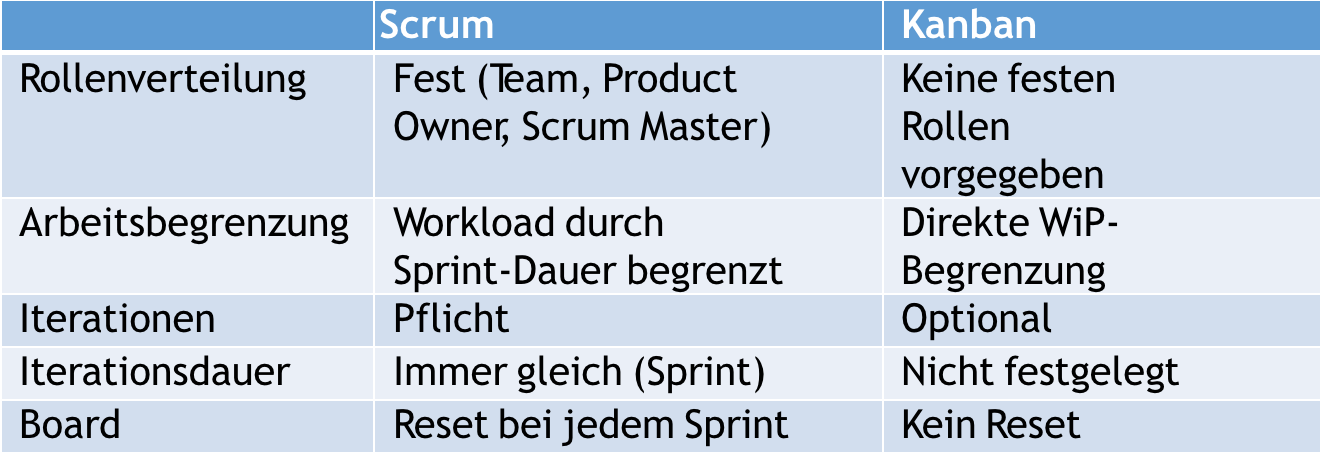 Scrum Kanban
Rollenverteilung Fest (Team, Product Keine festen
Owner, Scrum Master) Rollen
vorgegeben
Arbeitsbegrenzung Workload durch Direkte WiP-
Sprint-Dauer begrenzt Begrenzung
Iterationen Pflicht Optional
Iterationsdauer Immer gleich (Sprint) Nicht festgelegt
Board Reset bei jedem Sprint Kein Reset